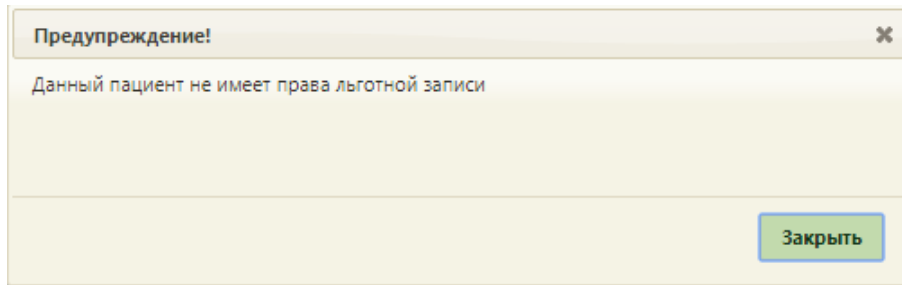 Предупреждение!
Данный пациент не имеет права льготной записи
Закрыть